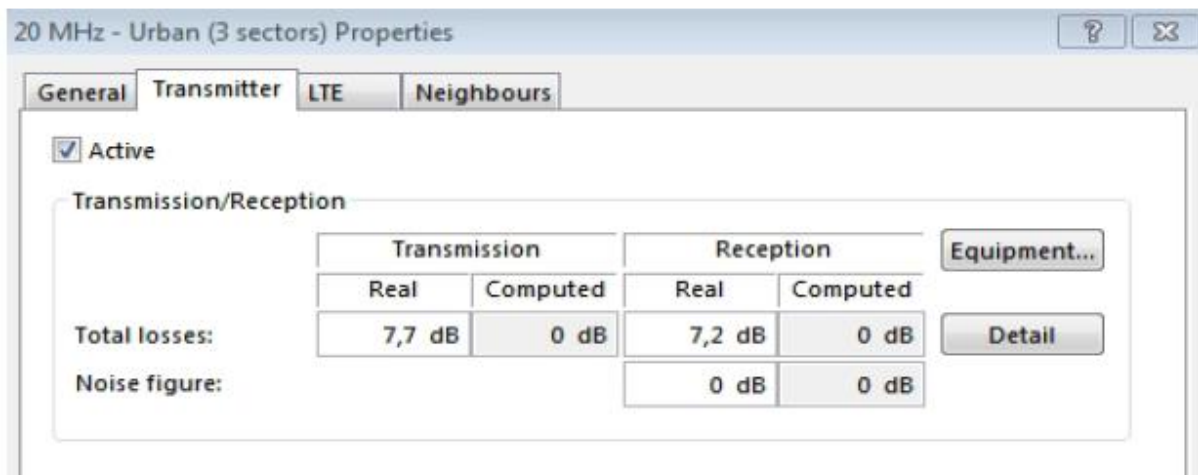 20 MHz - Urban (3 sectors) Properties
General Transmitter LTE Neighbours
Active
Transmission/Reception
Transmission Reception Equipment...
Real Computed Real Computed
Total losses: 7,7 dB 0 dB 7,2 dB 0 dB Detail
Noise figure: 0 dB 0 dB